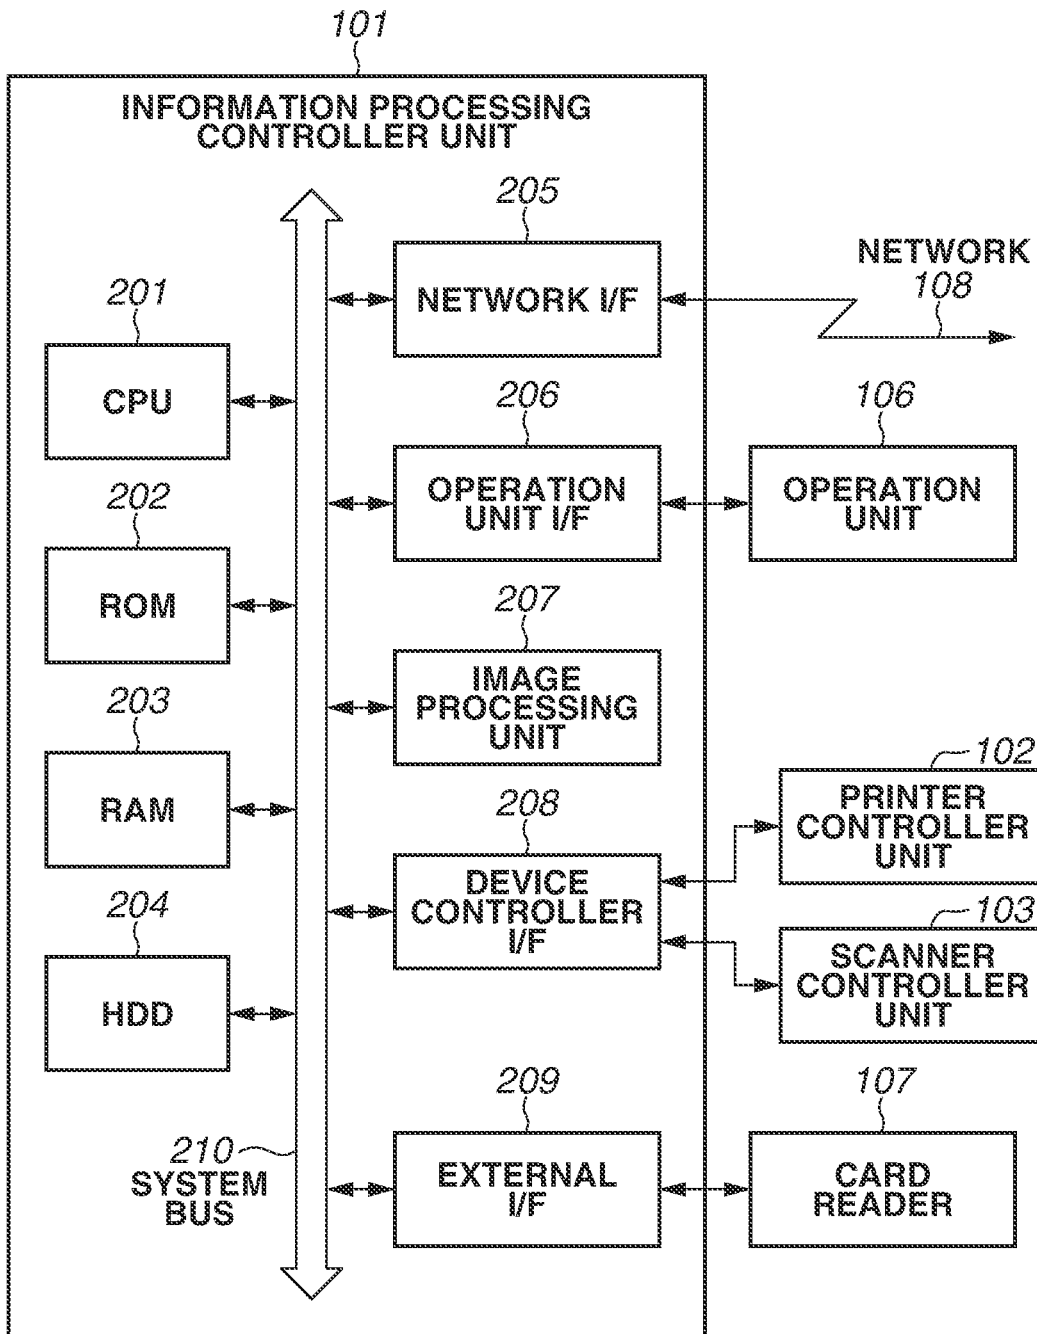 101
INFORMATION PROCESSING
CONTROLLER UNIT
205
NETWORK I/F
NETWORK
108
201
CPU
206
OPERATION
UNIT I/F
106
OPERATION
UNIT
202
ROM
207
IMAGE
PROCESSING
UNIT
203
RAM
102
PRINTER
CONTROLLER
UNIT
208
DEVICE
CONTROLLER
I/F
204
HDD
103
SCANNER
CONTROLLER
UNIT
209
EXTERNAL
I/F
107
CARD
READER
210
SYSTEM
BUS